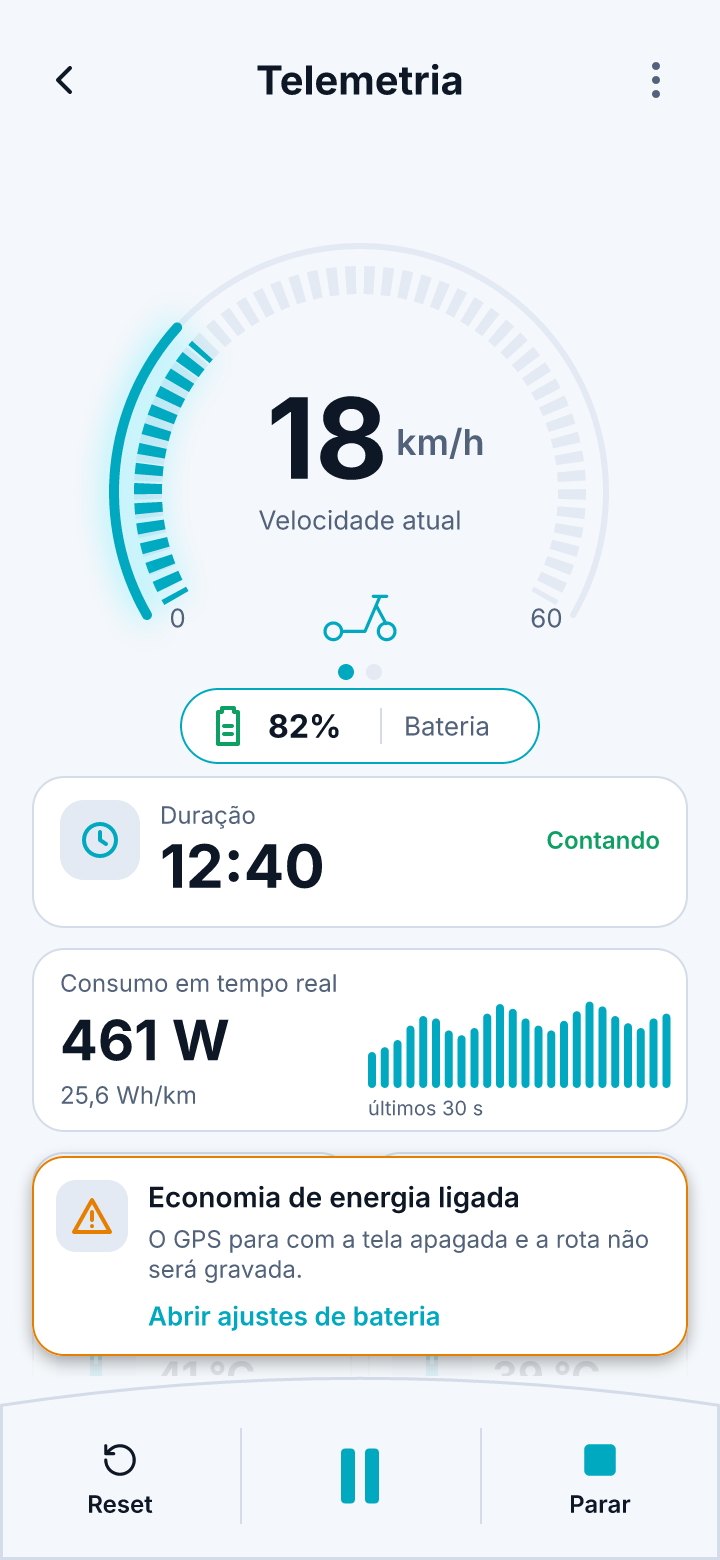 Telemetria
18 km/h
Velocidade atual
0
60
82%
Bateria
Duração
12:40
Contando
Consumo em tempo real
461 W
25,6 Wh/km
últimos 30 s
Economia de energia ligada
O GPS para com a tela apagada e a rota não
será gravada.
Abrir ajustes de bateria
41 °C
39 °C
Reset
Parar